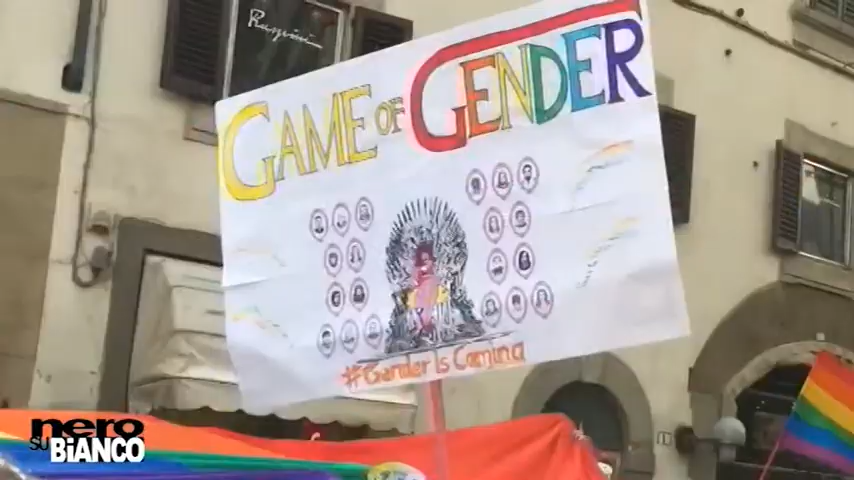 GAME OF GENDER
#Gender Is Coming
nero
su BiANCO